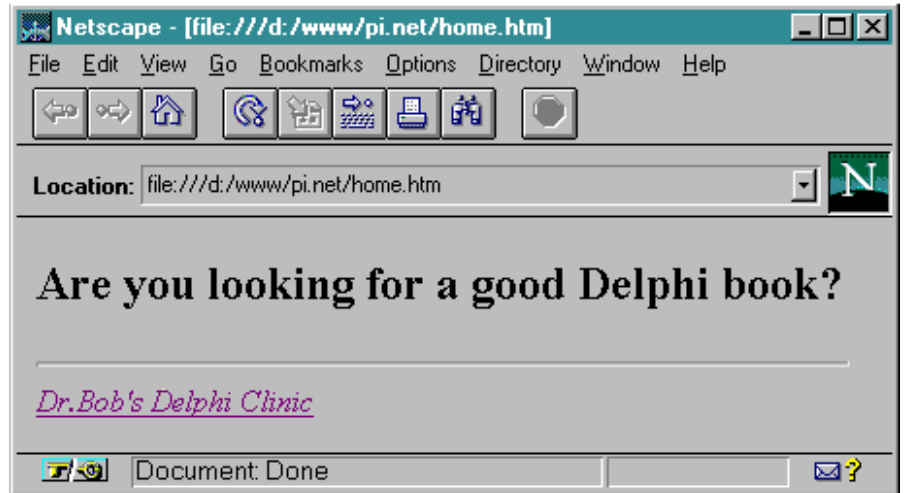 Netscape - [file:///d:/www/pi.net/home.htm]
File Edit View Go Bookmarks Options Directory Window Help
Location: file:///d:/www/pi.net/home.htm
N
Are you looking for a good Delphi book?
Dr.Bob's Delphi Clinic
Document: Done
?